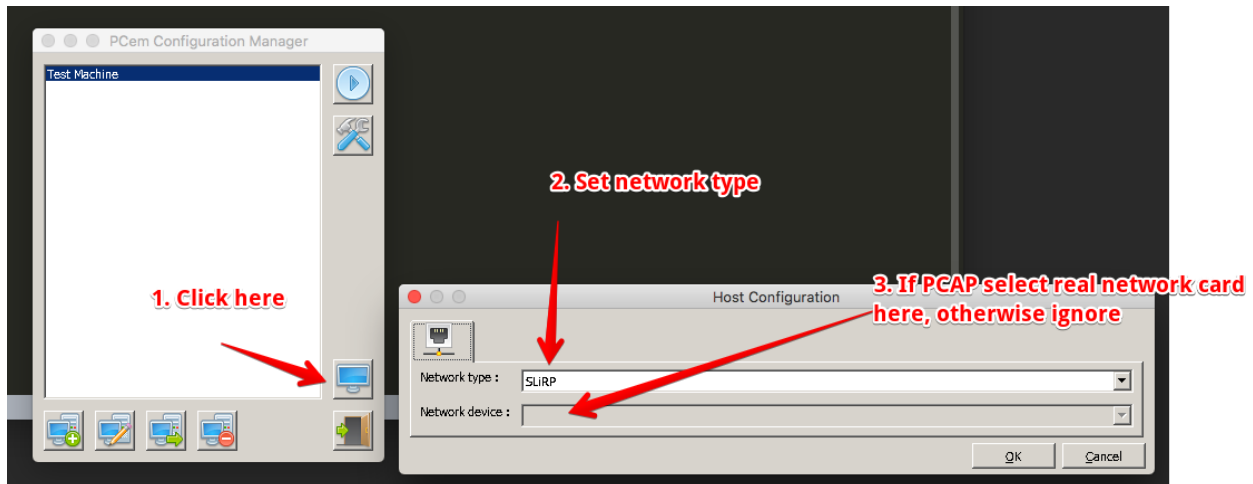 PCem Configuration Manager
Test Machine
2. Set network type
1. Click here
Host Configuration
3. If PCAP select real network card
here, otherwise ignore
Network type :
SLiRP
Network device :
OK
Cancel